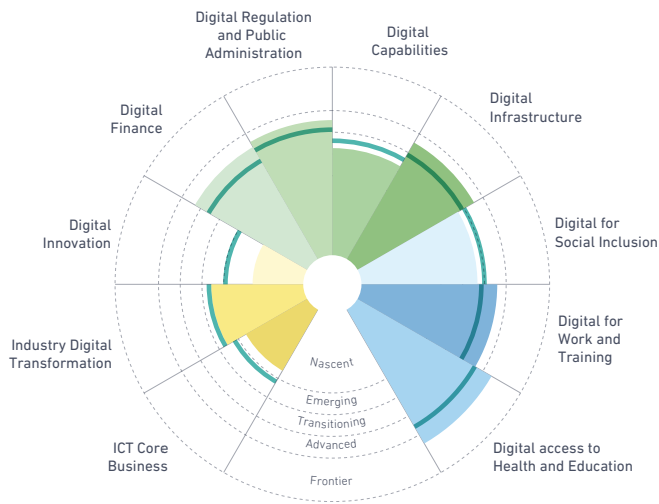 Digital Regulation
and Public
Administration
Digital
Capabilities
Digital
Finance
Digital
Infrastructure
Digital
Innovation
Digital for
Social Inclusion
Industry Digital
Transformation
Digital for
Work and
Training
ICT Core
Business
Digital access to
Health and Education
Nascent
Emerging
Transitioning
Advanced
Frontier